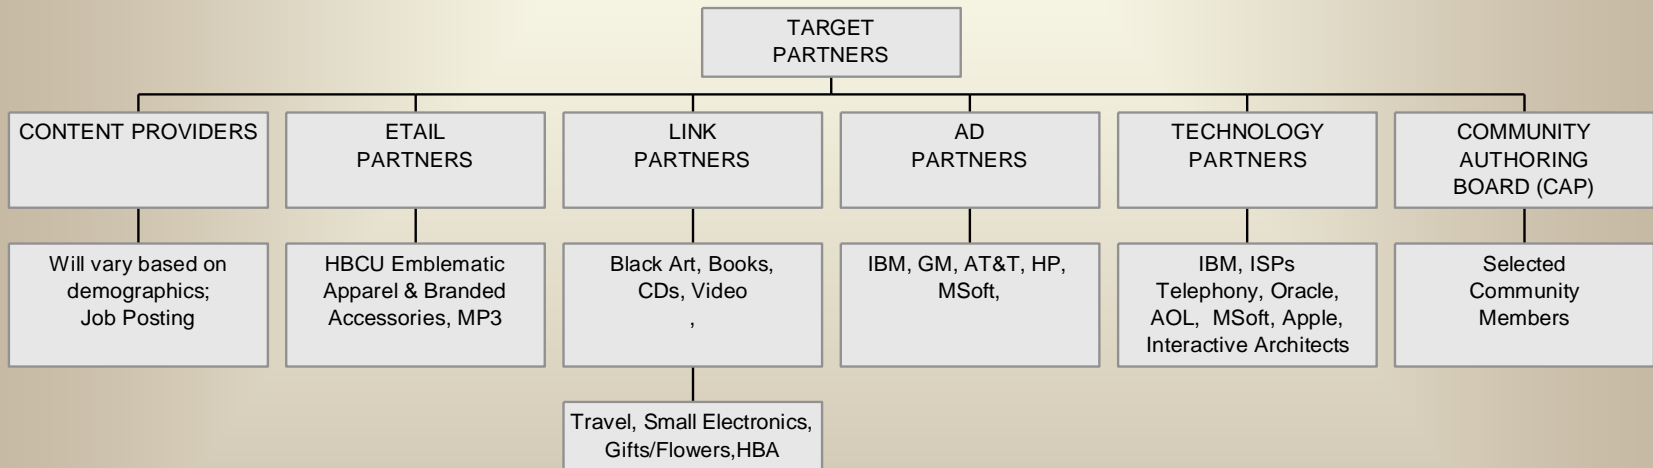 TARGET
PARTNERS
CONTENT PROVIDERS
ETAIL
PARTNERS
LINK
PARTNERS
AD
PARTNERS
TECHNOLOGY
PARTNERS
COMMUNITY
AUTHORING
BOARD (CAP)
Will vary based on
demographics;
Job Posting
HBCU Emblematic
Apparel & Branded
Accessories, MP3
Black Art, Books,
CDs, Video
,
IBM, GM, AT&T, HP,
MSoft,
IBM, ISPs
Telephony, Oracle,
AOL,  MSoft, Apple,
Interactive Architects
Selected
Community
Members
Travel, Small Electronics,
Gifts/Flowers,HBA